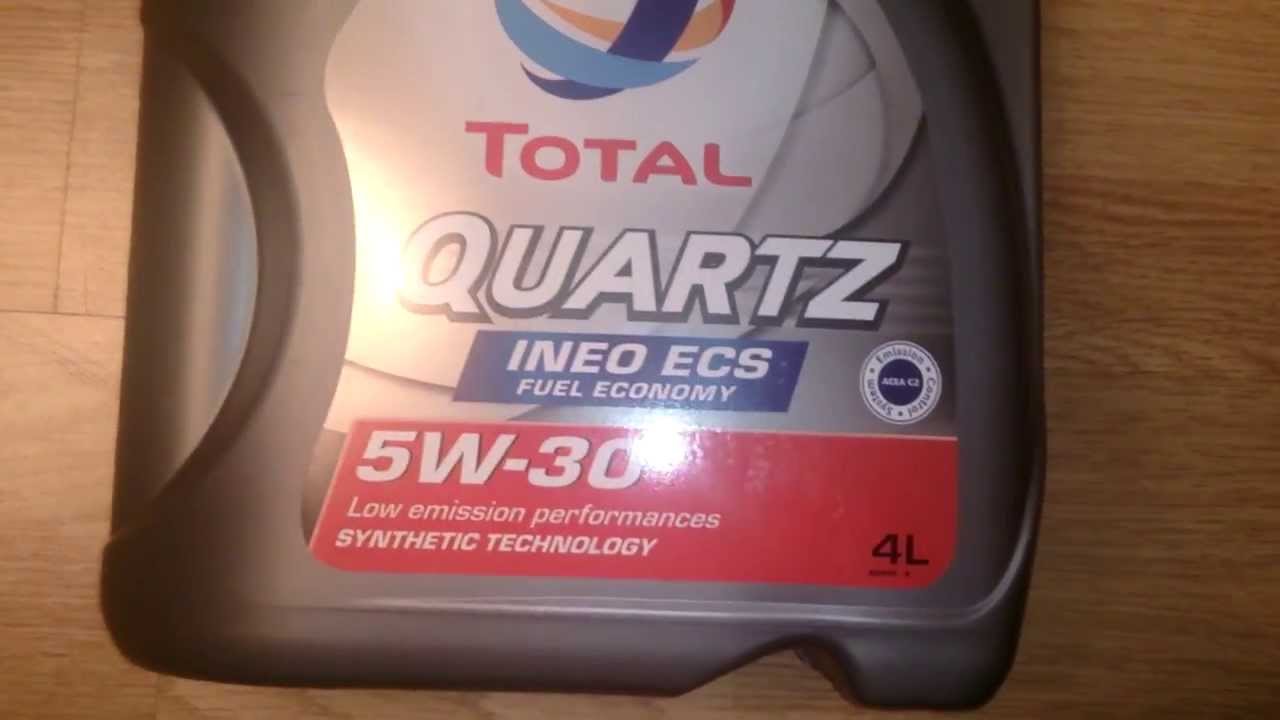 TOTAL
QUARTZ
INEO ECS
FUEL ECONOMY
Emission Control System
ACEA C2
5W-30
Low emission performances
SYNTHETIC TECHNOLOGY
4L